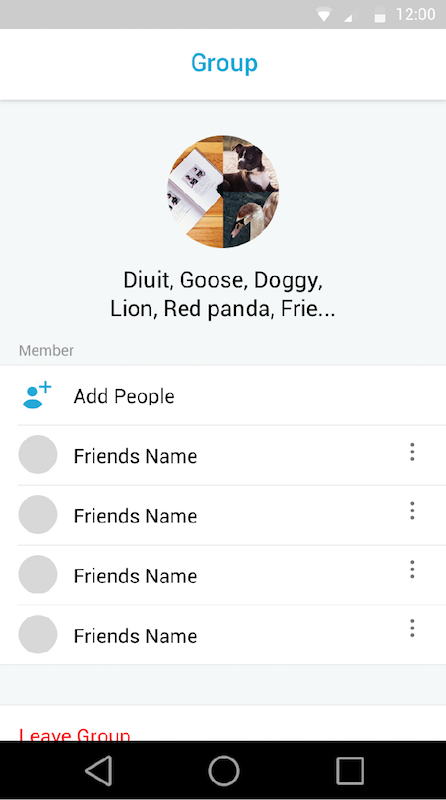 12:00
Group
Diuit, Goose, Doggy,
Lion, Red panda, Frie...
Member
Add People
Friends Name
Friends Name
Friends Name
Friends Name
Leave Group